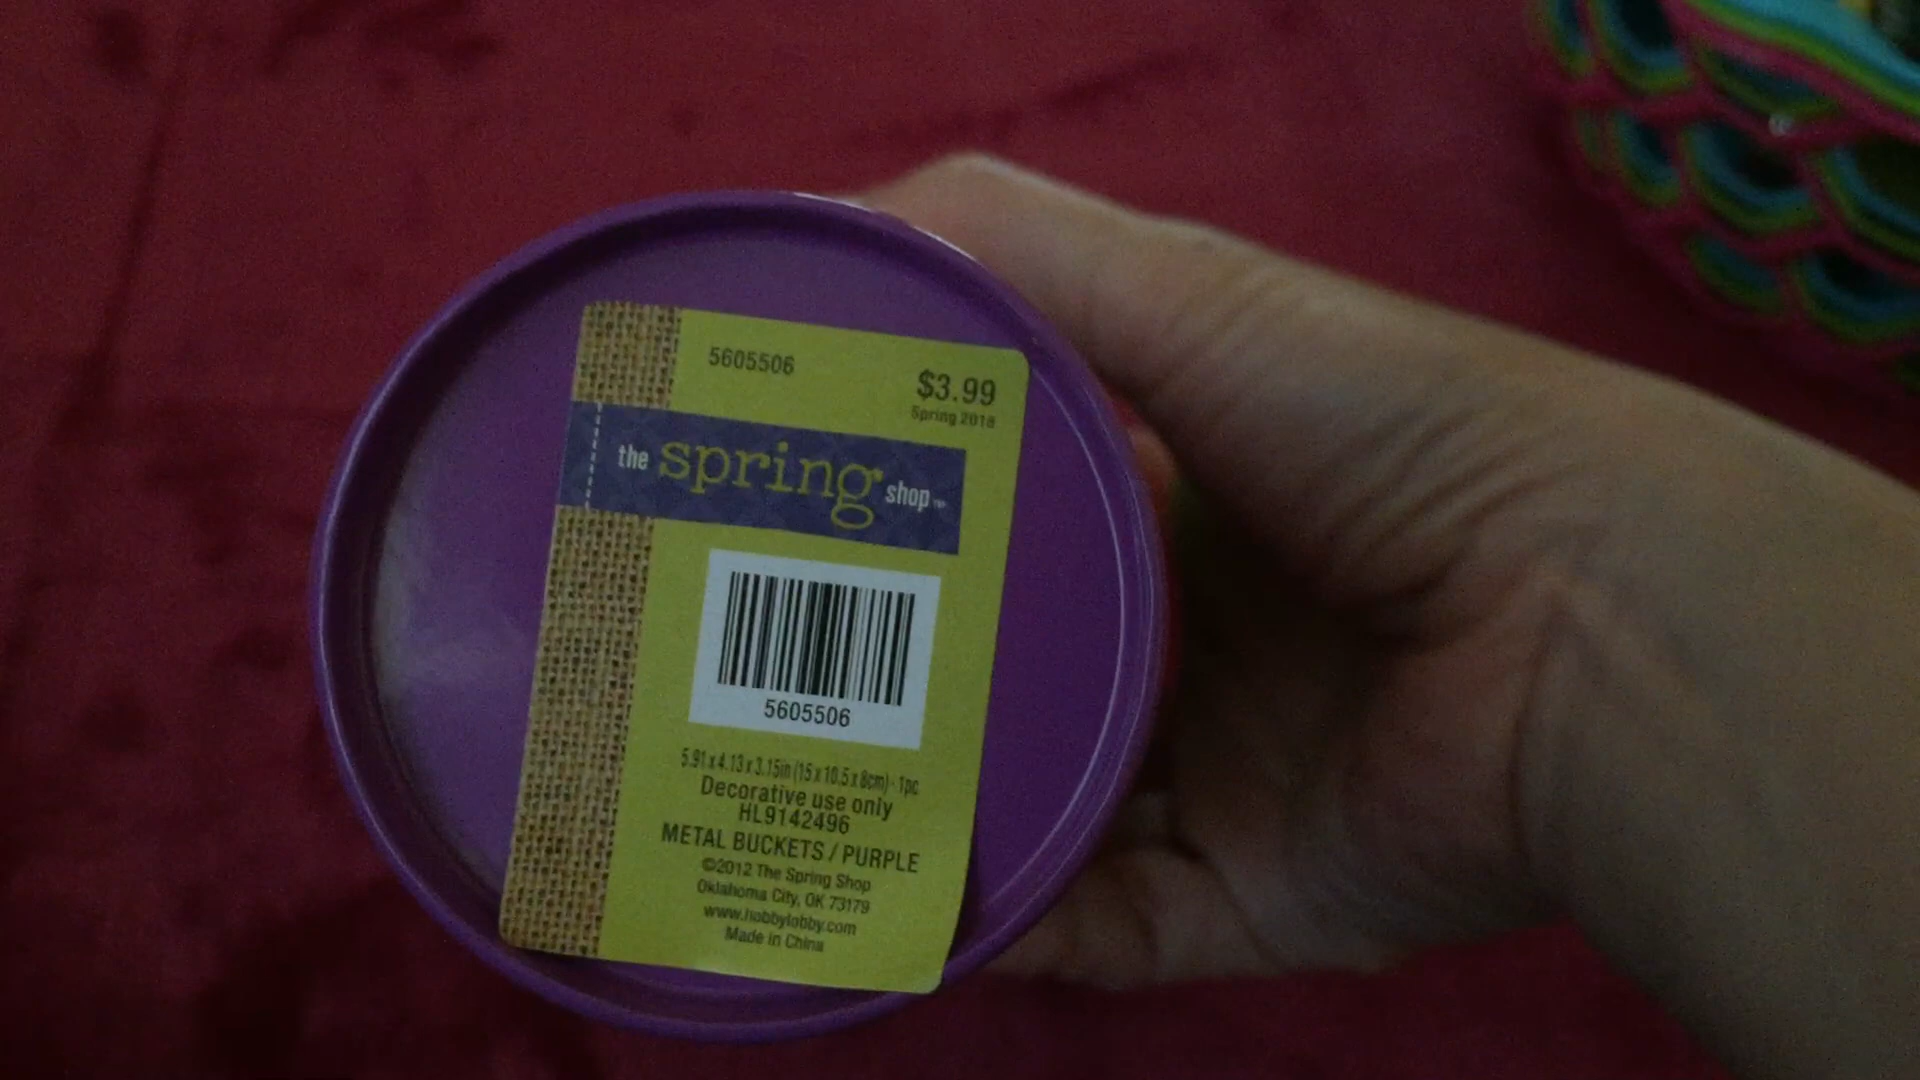 5605506
$3.99
Spring 2018
the spring shop™
5605506
5.91 x 4.13 x 3.15in (15 x 10.5 x 8cm) - 1pc
Decorative use only
HL9142496
METAL BUCKETS / PURPLE
©2012 The Spring Shop
Oklahoma City, OK 73179
www.hobbylobby.com
Made in China